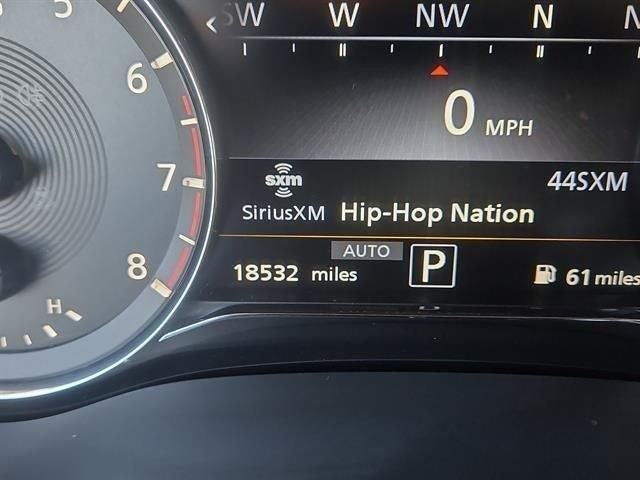 SW W NW N
5
6
7
8
H
0 MPH
44SXM
sxm
SiriusXM Hip-Hop Nation
AUTO
18532 miles P 61 miles